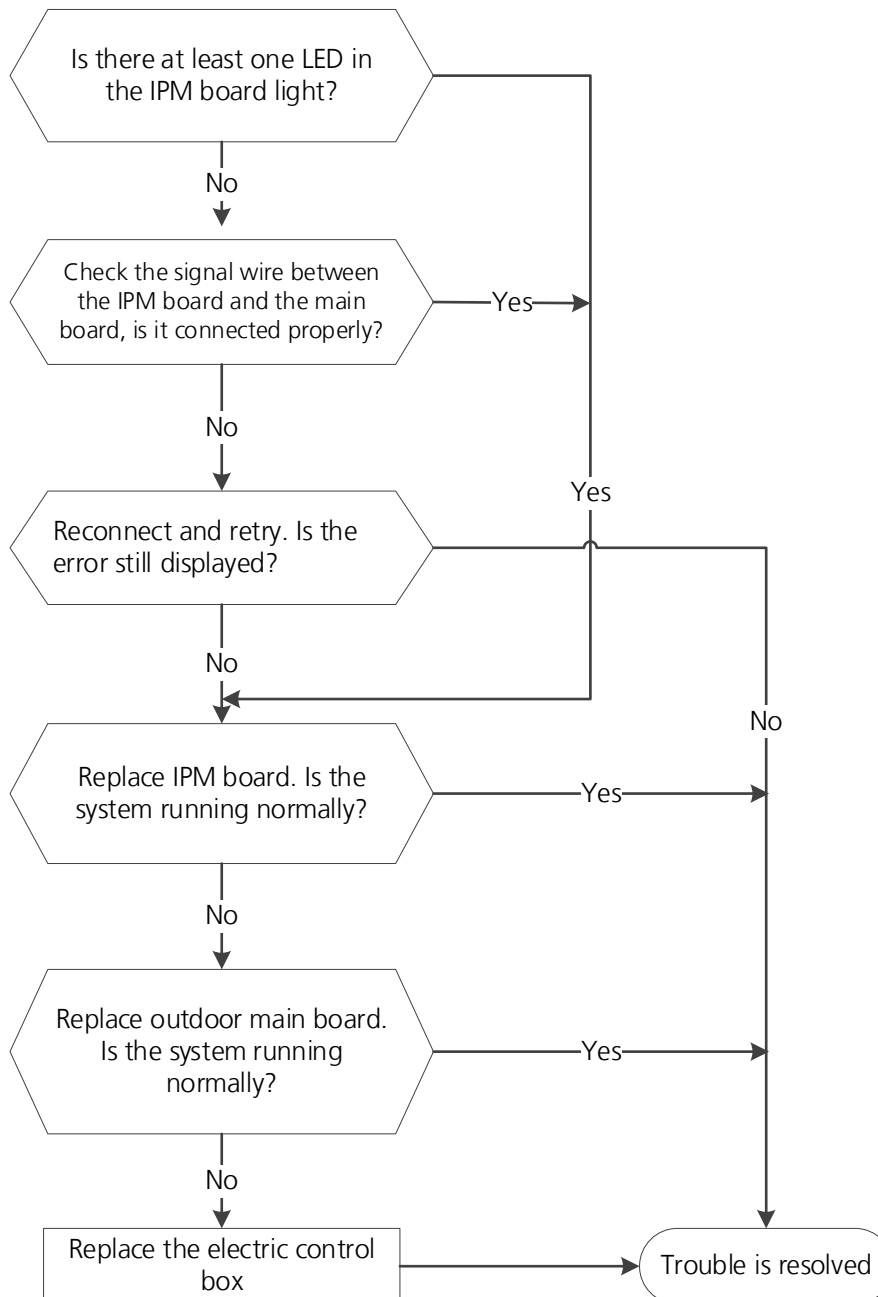 Is there at least one LED in
the IPM board light?
No
Check the signal wire between
the IPM board and the main
board, is it connected properly?
Yes
No
Yes
Reconnect and retry. Is the
error still displayed?
No
No
Replace IPM board. Is the
system running normally?
Yes
No
Replace outdoor main board.
Is the system running
normally?
Yes
No
Replace the electric control
box
Trouble is resolved